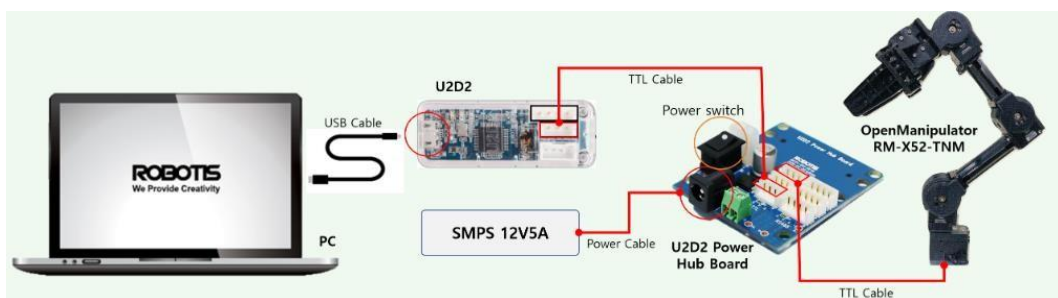 U2D2
TTL Cable
USB Cable
Power switch
ROBOTIS
We Provide Creativity
OpenManipulator
RM-X52-TNM
PC
SMPS 12V5A
Power Cable
U2D2 Power
Hub Board
TTL Cable